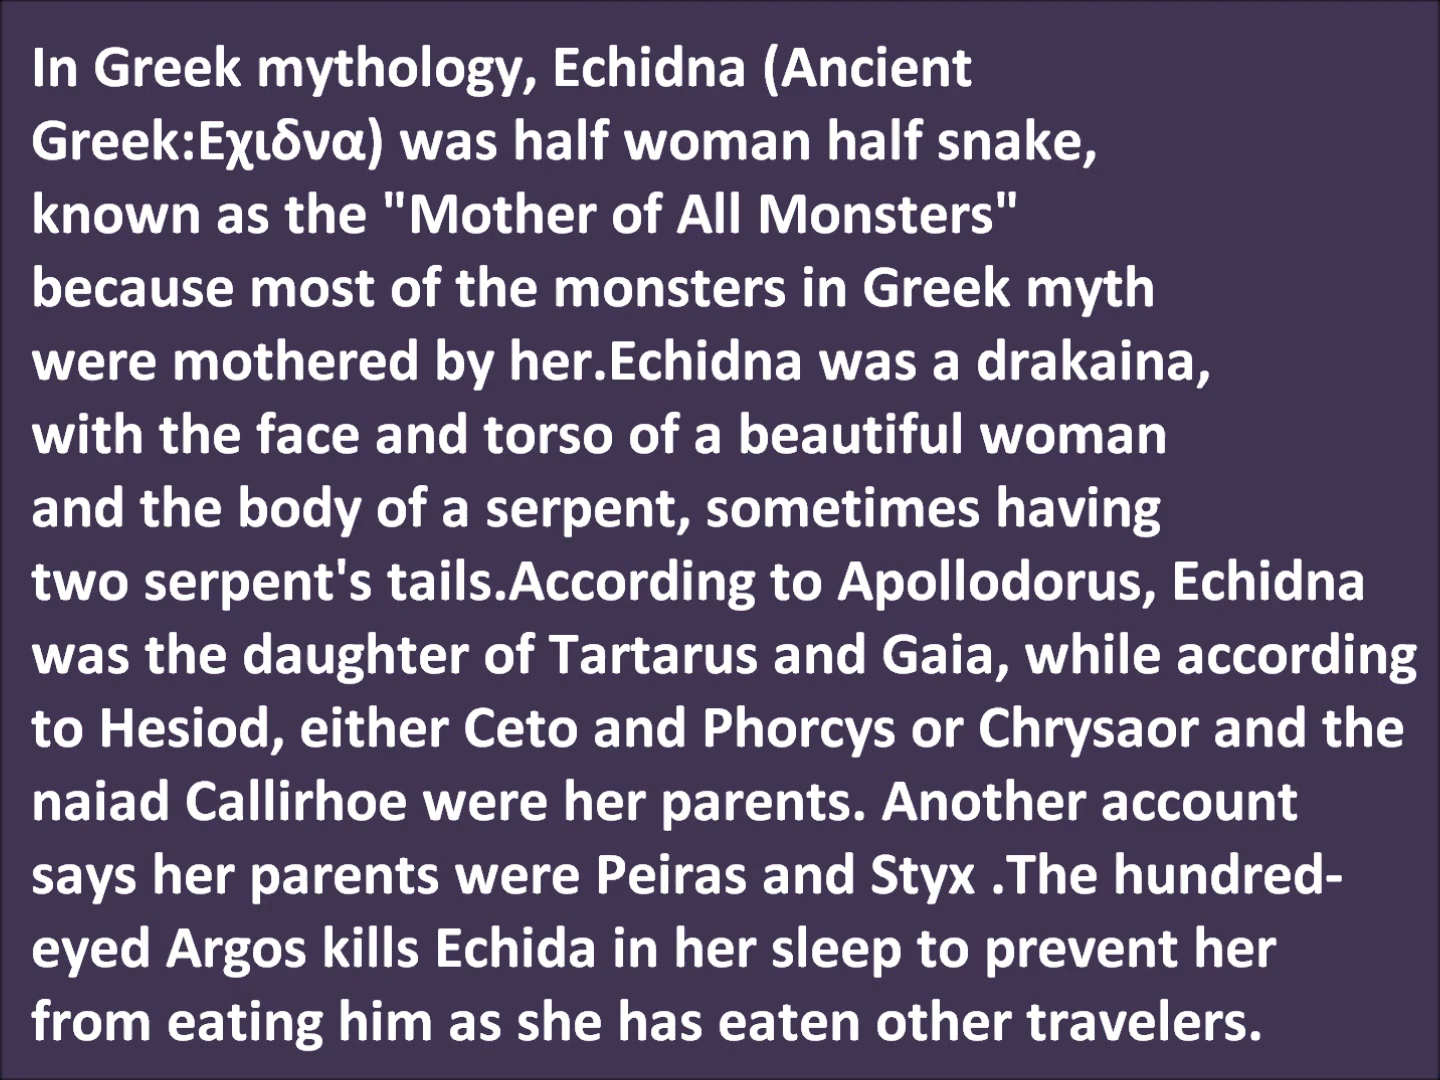 In Greek mythology, Echidna (Ancient
Greek:Εχιδνα) was half woman half snake,
known as the "Mother of All Monsters"
because most of the monsters in Greek myth
were mothered by her.Echidna was a drakaina,
with the face and torso of a beautiful woman
and the body of a serpent, sometimes having
two serpent's tails.According to Apollodorus, Echidna
was the daughter of Tartarus and Gaia, while according
to Hesiod, either Ceto and Phorcys or Chrysaor and the
naiad Callirhoe were her parents. Another account
says her parents were Peiras and Styx .The hundred-
eyed Argos kills Echida in her sleep to prevent her
from eating him as she has eaten other travelers.